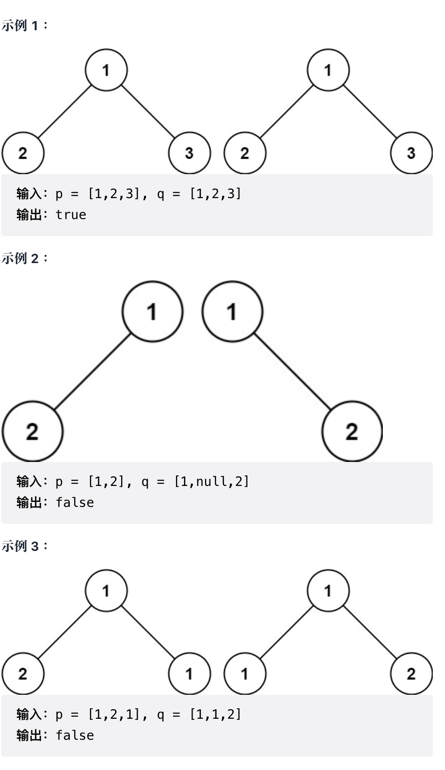 示例 1：
1 1
2 3 2 3
输入：p = [1,2,3], q = [1,2,3]
输出：true
示例 2：
1 1
2 2
输入：p = [1,2], q = [1,null,2]
输出：false
示例 3：
1 1
2 1 1 2
输入：p = [1,2,1], q = [1,1,2]
输出：false